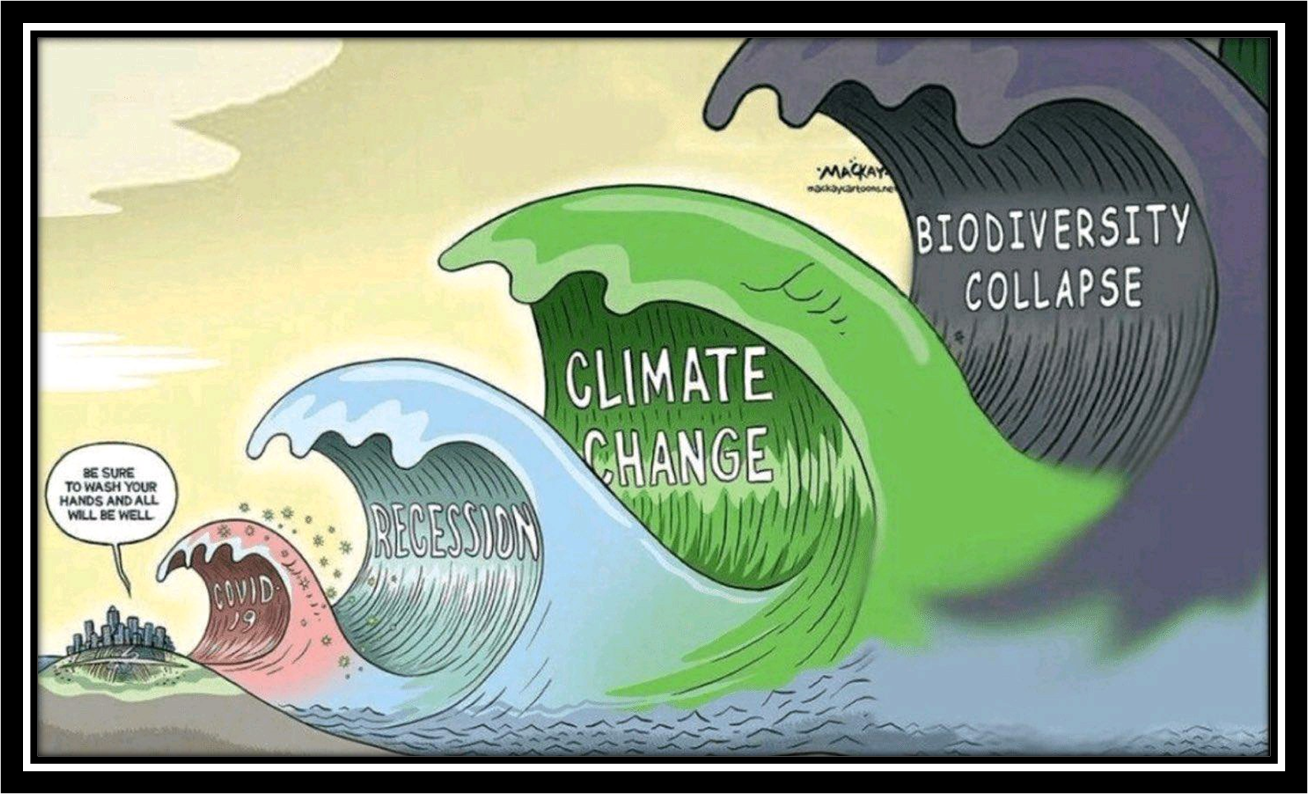 BE SURE
TO WASH YOUR
HANDS AND ALL
WILL BE WELL.
COVID-
19
RECESSION
CLIMATE
CHANGE
MACKAY
mackaycartoons.ne
BIODIVERSITY
COLLAPSE